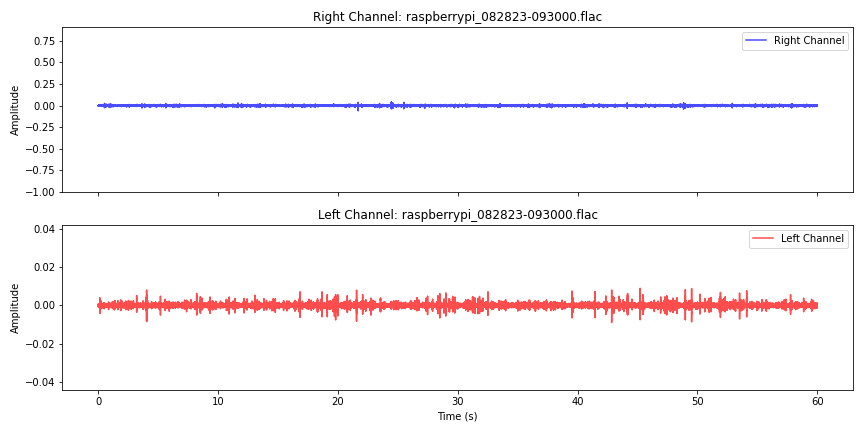 Right Channel: raspberrypi_082823-093000.flac
Right Channel
0.75
0.50
0.25
0.00
−0.25
−0.50
−0.75
−1.00
Amplitude
Left Channel: raspberrypi_082823-093000.flac
Left Channel
0.04
0.02
0.00
−0.02
−0.04
Amplitude
0 10 20 30 40 50 60
Time (s)